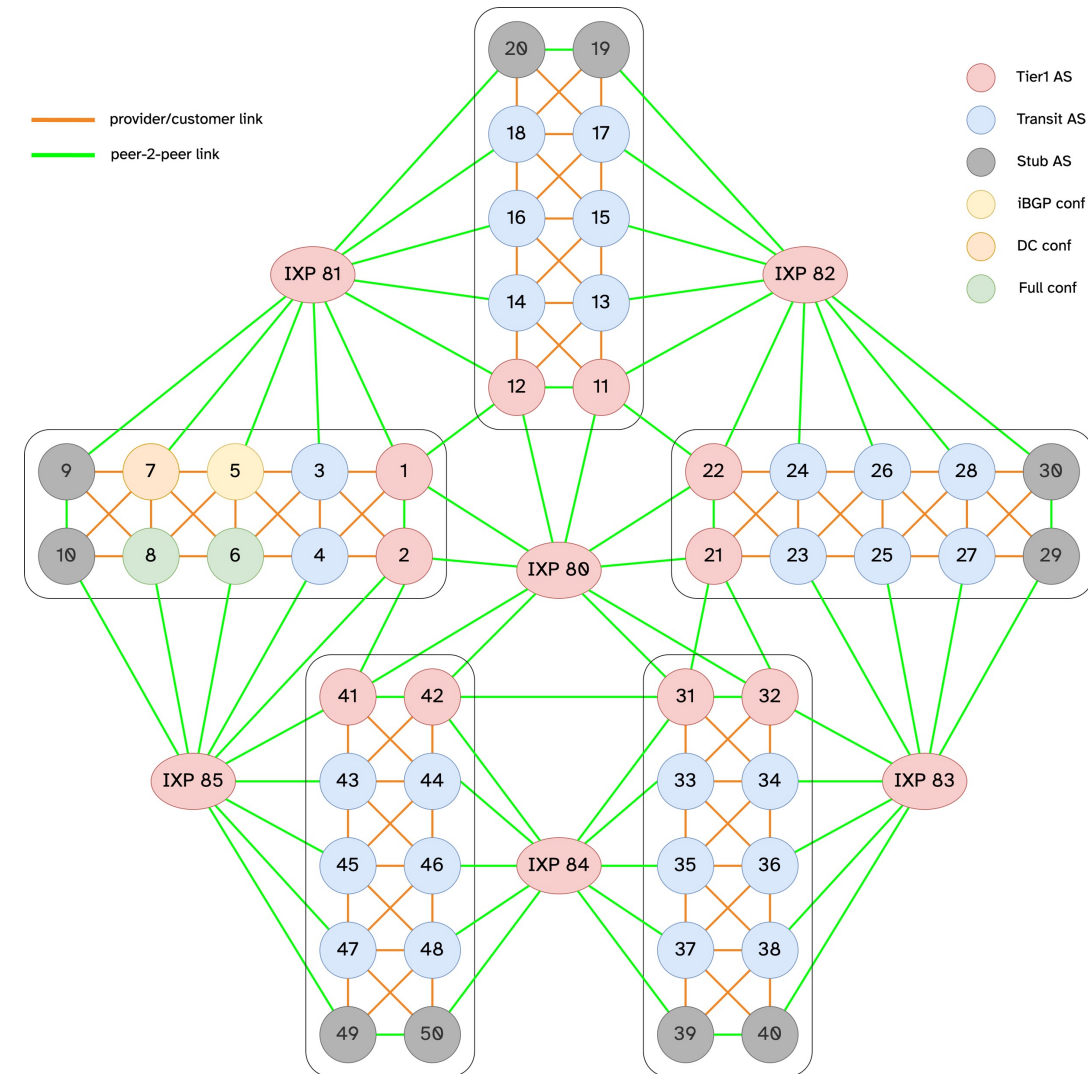 20 19
Tier1 AS
provider/customer link
18 17
Transit AS
peer-2-peer link
Stub AS
iBGP conf
16 15
DC conf
IXP 81
IXP 82
Full conf
14 13
12 11
9 7 5 3 1
22 24 26 28 30
10 8 6 4 2
IXP 80
21 23 25 27 29
41 42
31 32
IXP 85
43 44
33 34
IXP 83
45 46
IXP 84
35 36
47 48
37 38
49 50
39 40